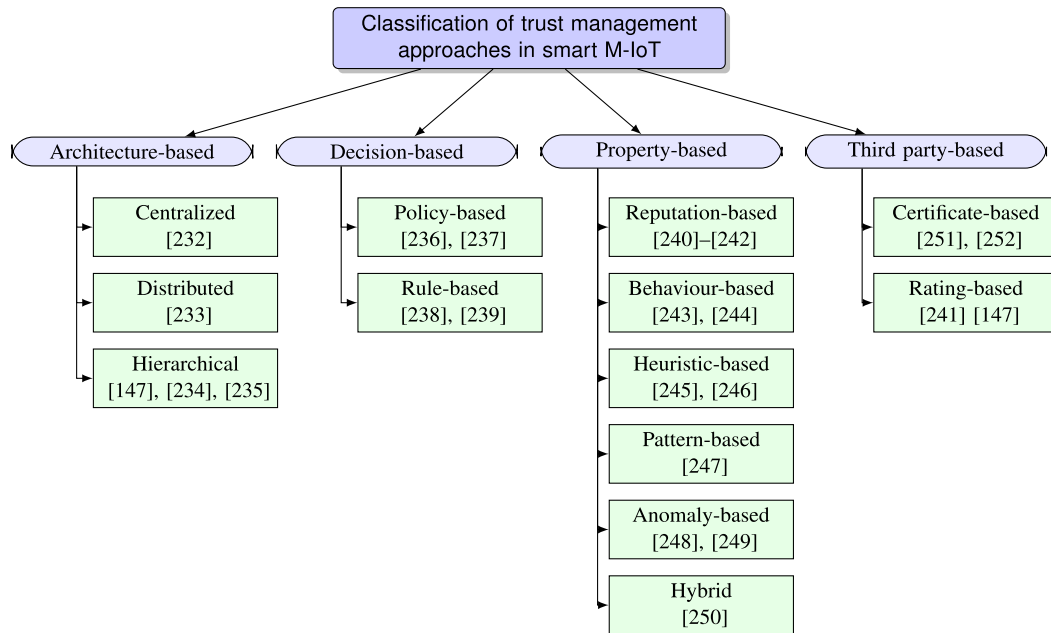 Classification of trust management
approaches in smart M-IoT
Architecture-based
Centralized
[232]
Distributed
[233]
Hierarchical
[147], [234], [235]
Decision-based
Policy-based
[236], [237]
Rule-based
[238], [239]
Property-based
Reputation-based
[240]–[242]
Behaviour-based
[243], [244]
Heuristic-based
[245], [246]
Pattern-based
[247]
Anomaly-based
[248], [249]
Hybrid
[250]
Third party-based
Certificate-based
[251], [252]
Rating-based
[241] [147]